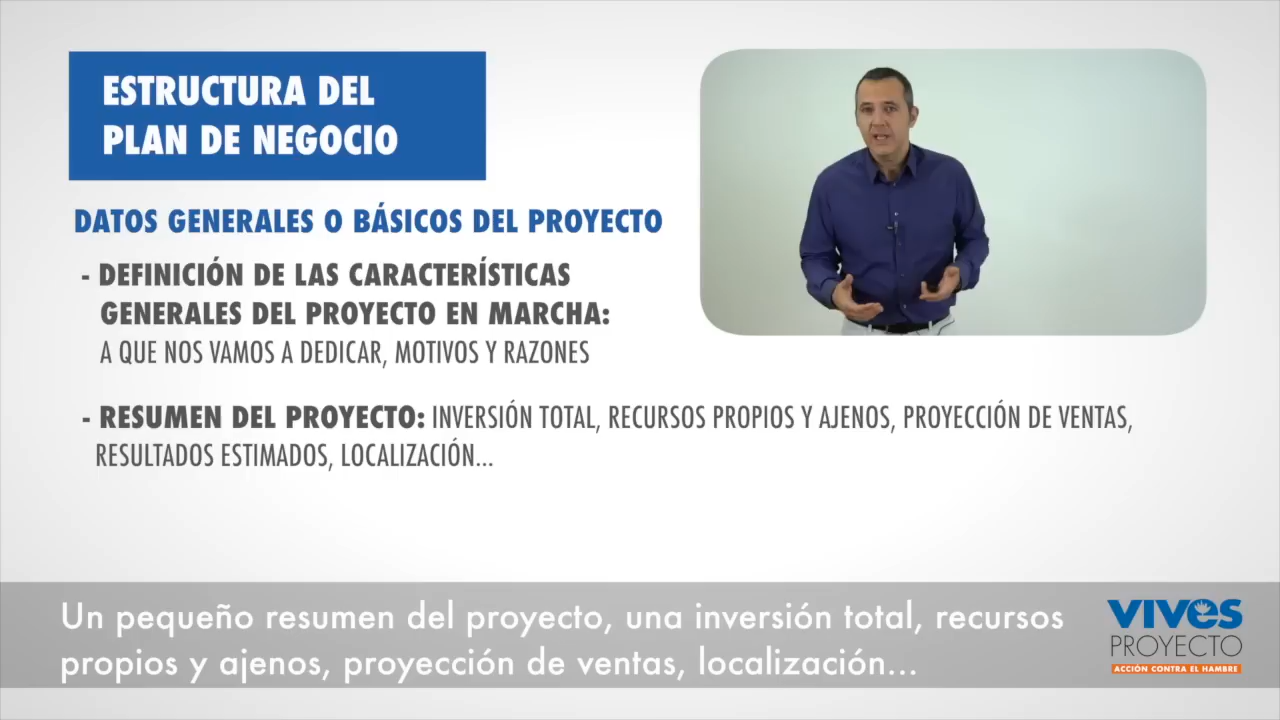 ESTRUCTURA DEL
PLAN DE NEGOCIO
DATOS GENERALES O BÁSICOS DEL PROYECTO
- DEFINICIÓN DE LAS CARACTERÍSTICAS
GENERALES DEL PROYECTO EN MARCHA:
A QUE NOS VAMOS A DEDICAR, MOTIVOS Y RAZONES
- RESUMEN DEL PROYECTO: INVERSIÓN TOTAL, RECURSOS PROPIOS Y AJENOS, PROYECCIÓN DE VENTAS,
RESULTADOS ESTIMADOS, LOCALIZACIÓN...
Un pequeño resumen del proyecto, una inversión total, recursos
propios y ajenos, proyección de ventas, localización...
VIVES
PROYECTO
ACCIÓN CONTRA EL HAMBRE